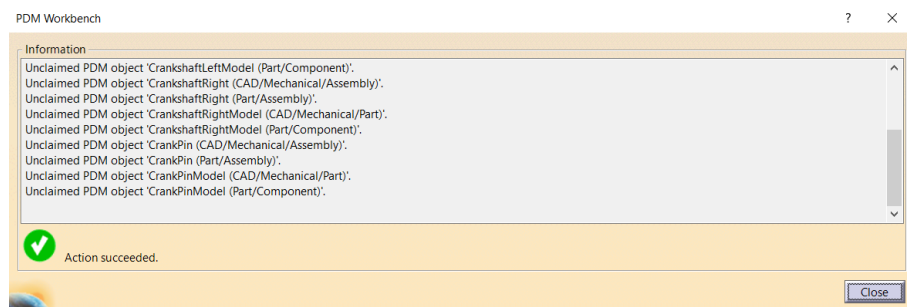 PDM Workbench
?
Information
Unclaimed PDM object 'CrankshaftLeftModel (Part/Component)'.
Unclaimed PDM object 'CrankshaftRight (CAD/Mechanical/Assembly)'.
Unclaimed PDM object 'CrankshaftRight (Part/Assembly)'.
Unclaimed PDM object 'CrankshaftRightModel (CAD/Mechanical/Part)'.
Unclaimed PDM object 'CrankshaftRightModel (Part/Component)'.
Unclaimed PDM object 'CrankPin (CAD/Mechanical/Assembly)'.
Unclaimed PDM object 'CrankPin (Part/Assembly)'.
Unclaimed PDM object 'CrankPinModel (CAD/Mechanical/Part)'.
Unclaimed PDM object 'CrankPinModel (Part/Component)'.
Action succeeded.
Close